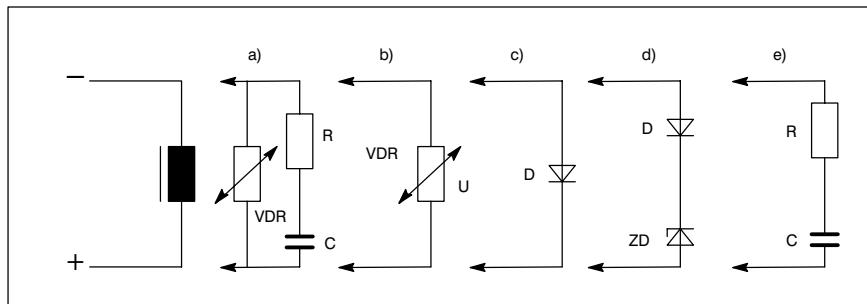 a) b) c) d) e)
−
R D R
VDR
D U
VDR
C ZD C
+